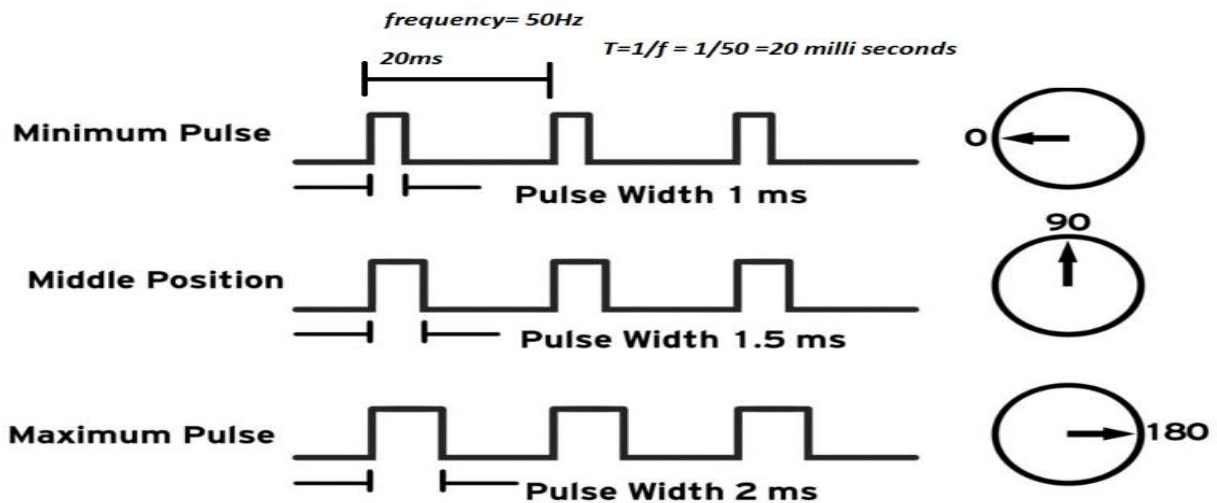 frequency= 50Hz
20ms
T=1/f = 1/50 =20 milli seconds
Minimum Pulse
0
Pulse Width 1 ms
90
Middle Position
Pulse Width 1.5 ms
Maximum Pulse
180
Pulse Width 2 ms